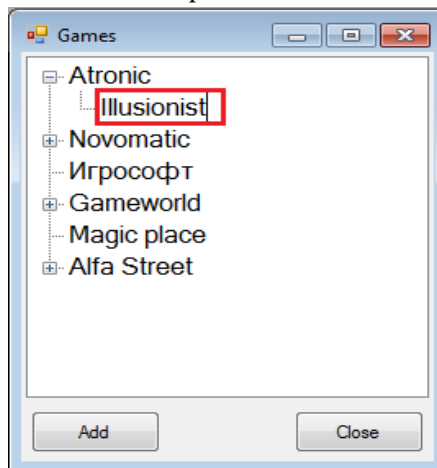 Games
Atronic
Illusionist
Novomatic
Игрософт
Gameworld
Magic place
Alfa Street
Add
Close